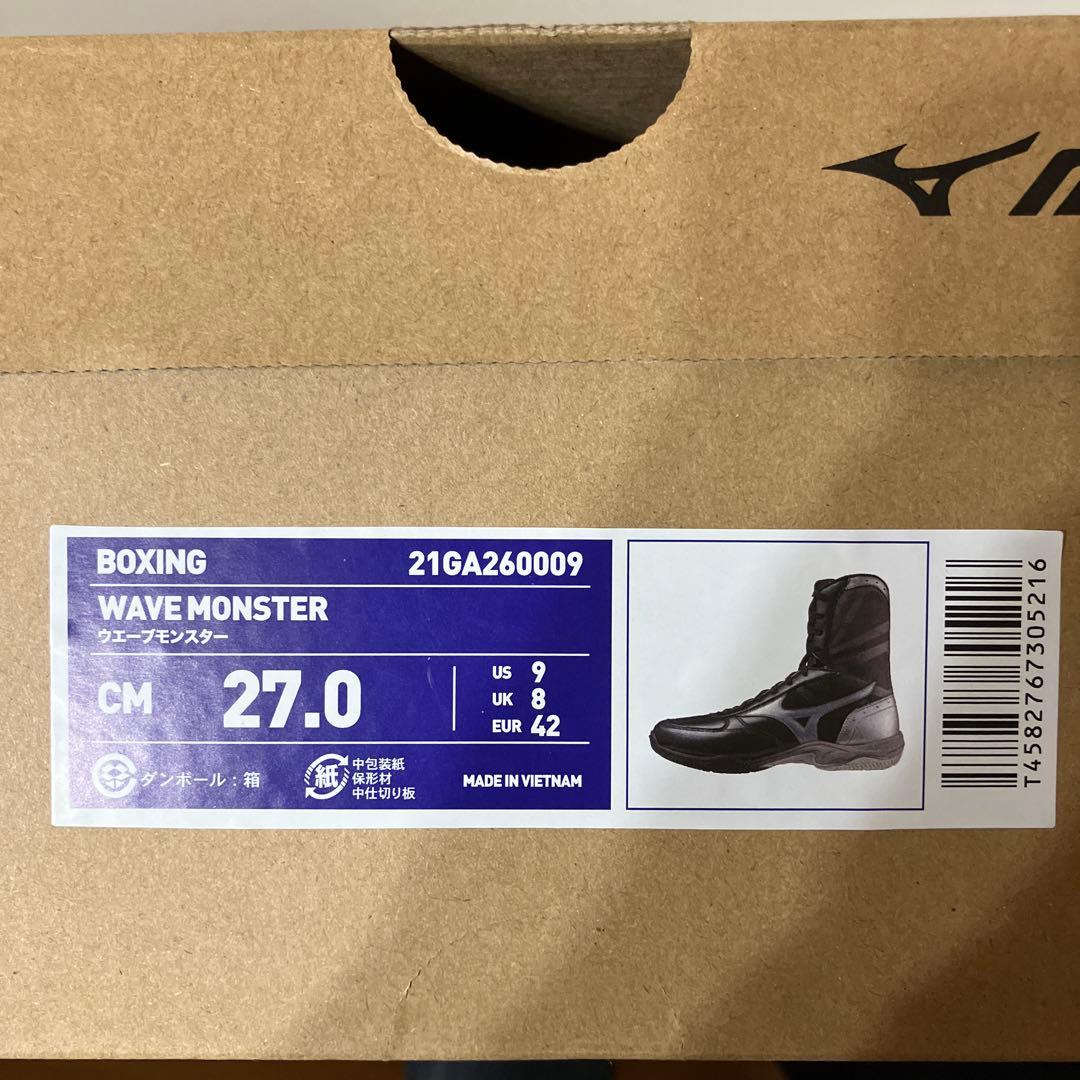 BOXING 21GA260009
WAVE MONSTER
ウエーブモンスター
CM 27.0
US 9
UK 8
EUR 42
ダンボール：箱
紙
中包装紙
保形材
中仕切り板
MADE IN VIETNAM
T4582767305216